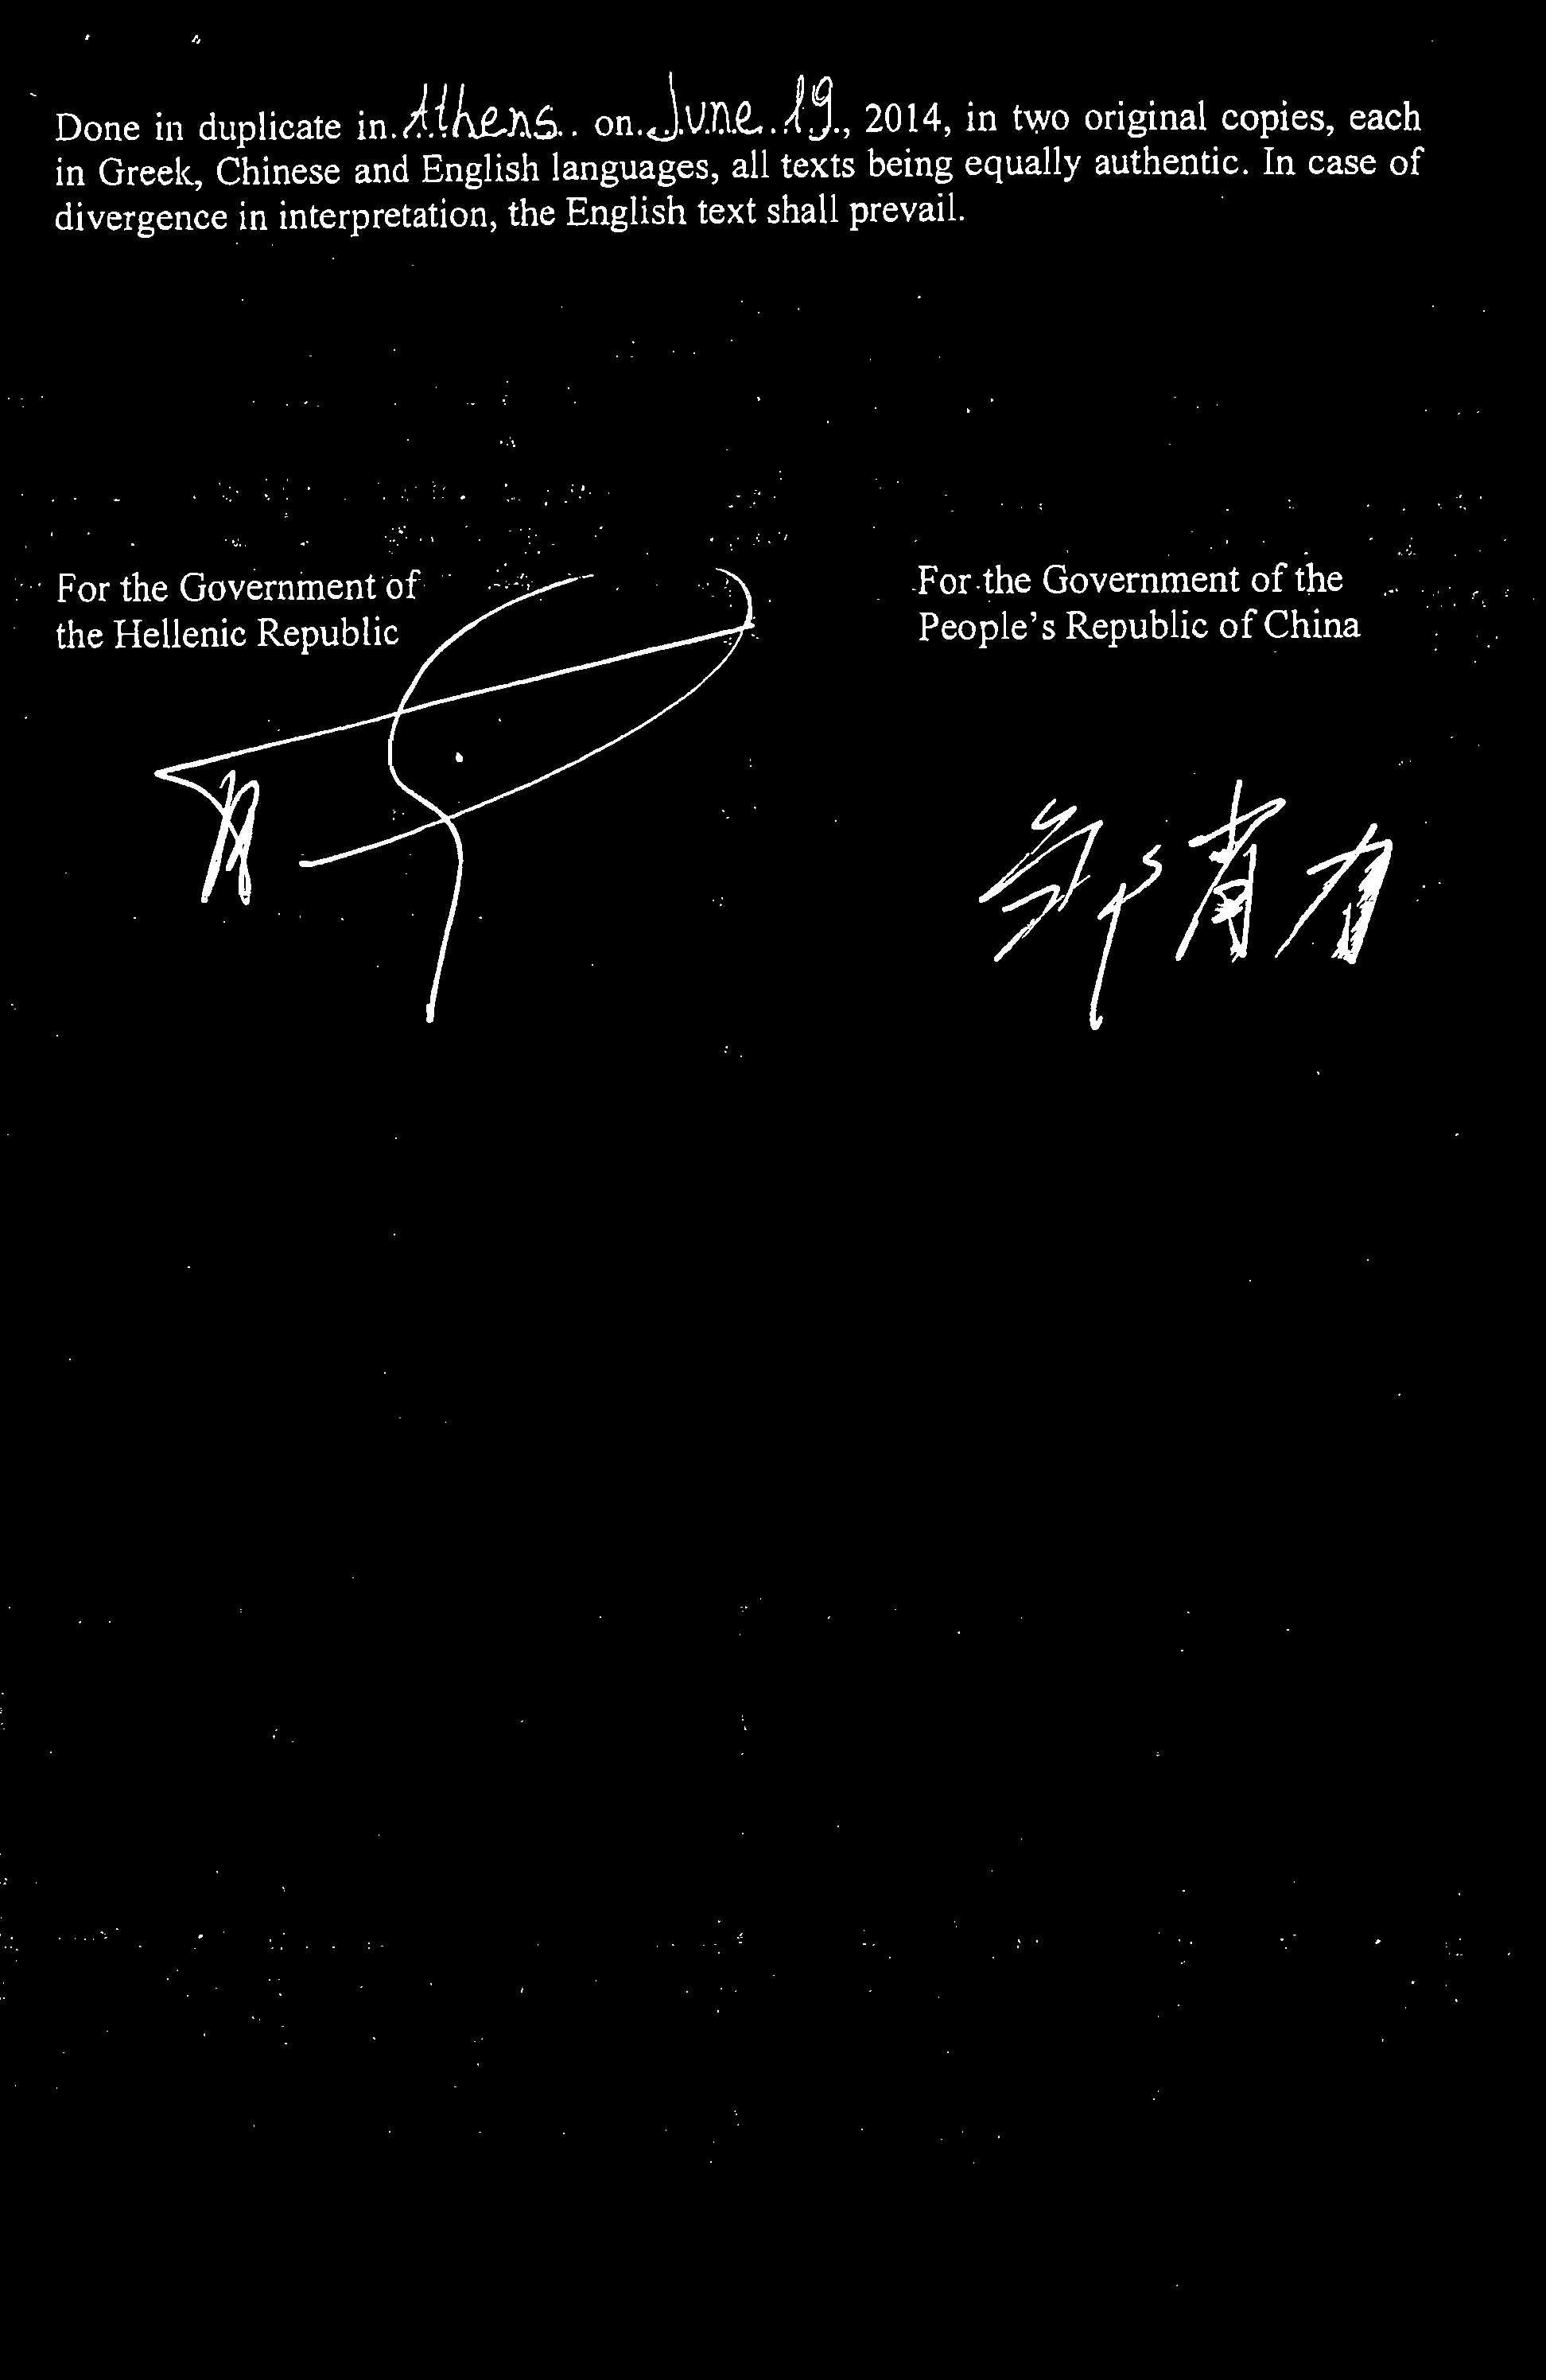 Done in duplicate in. Athens.. on. June. 19., 2014, in two original copies, each
in Greek, Chinese and English languages, all texts being equally authentic. In case of
divergence in interpretation, the English text shall prevail.
For the Government of
the Hellenic Republic
For the Government of the
People's Republic of China